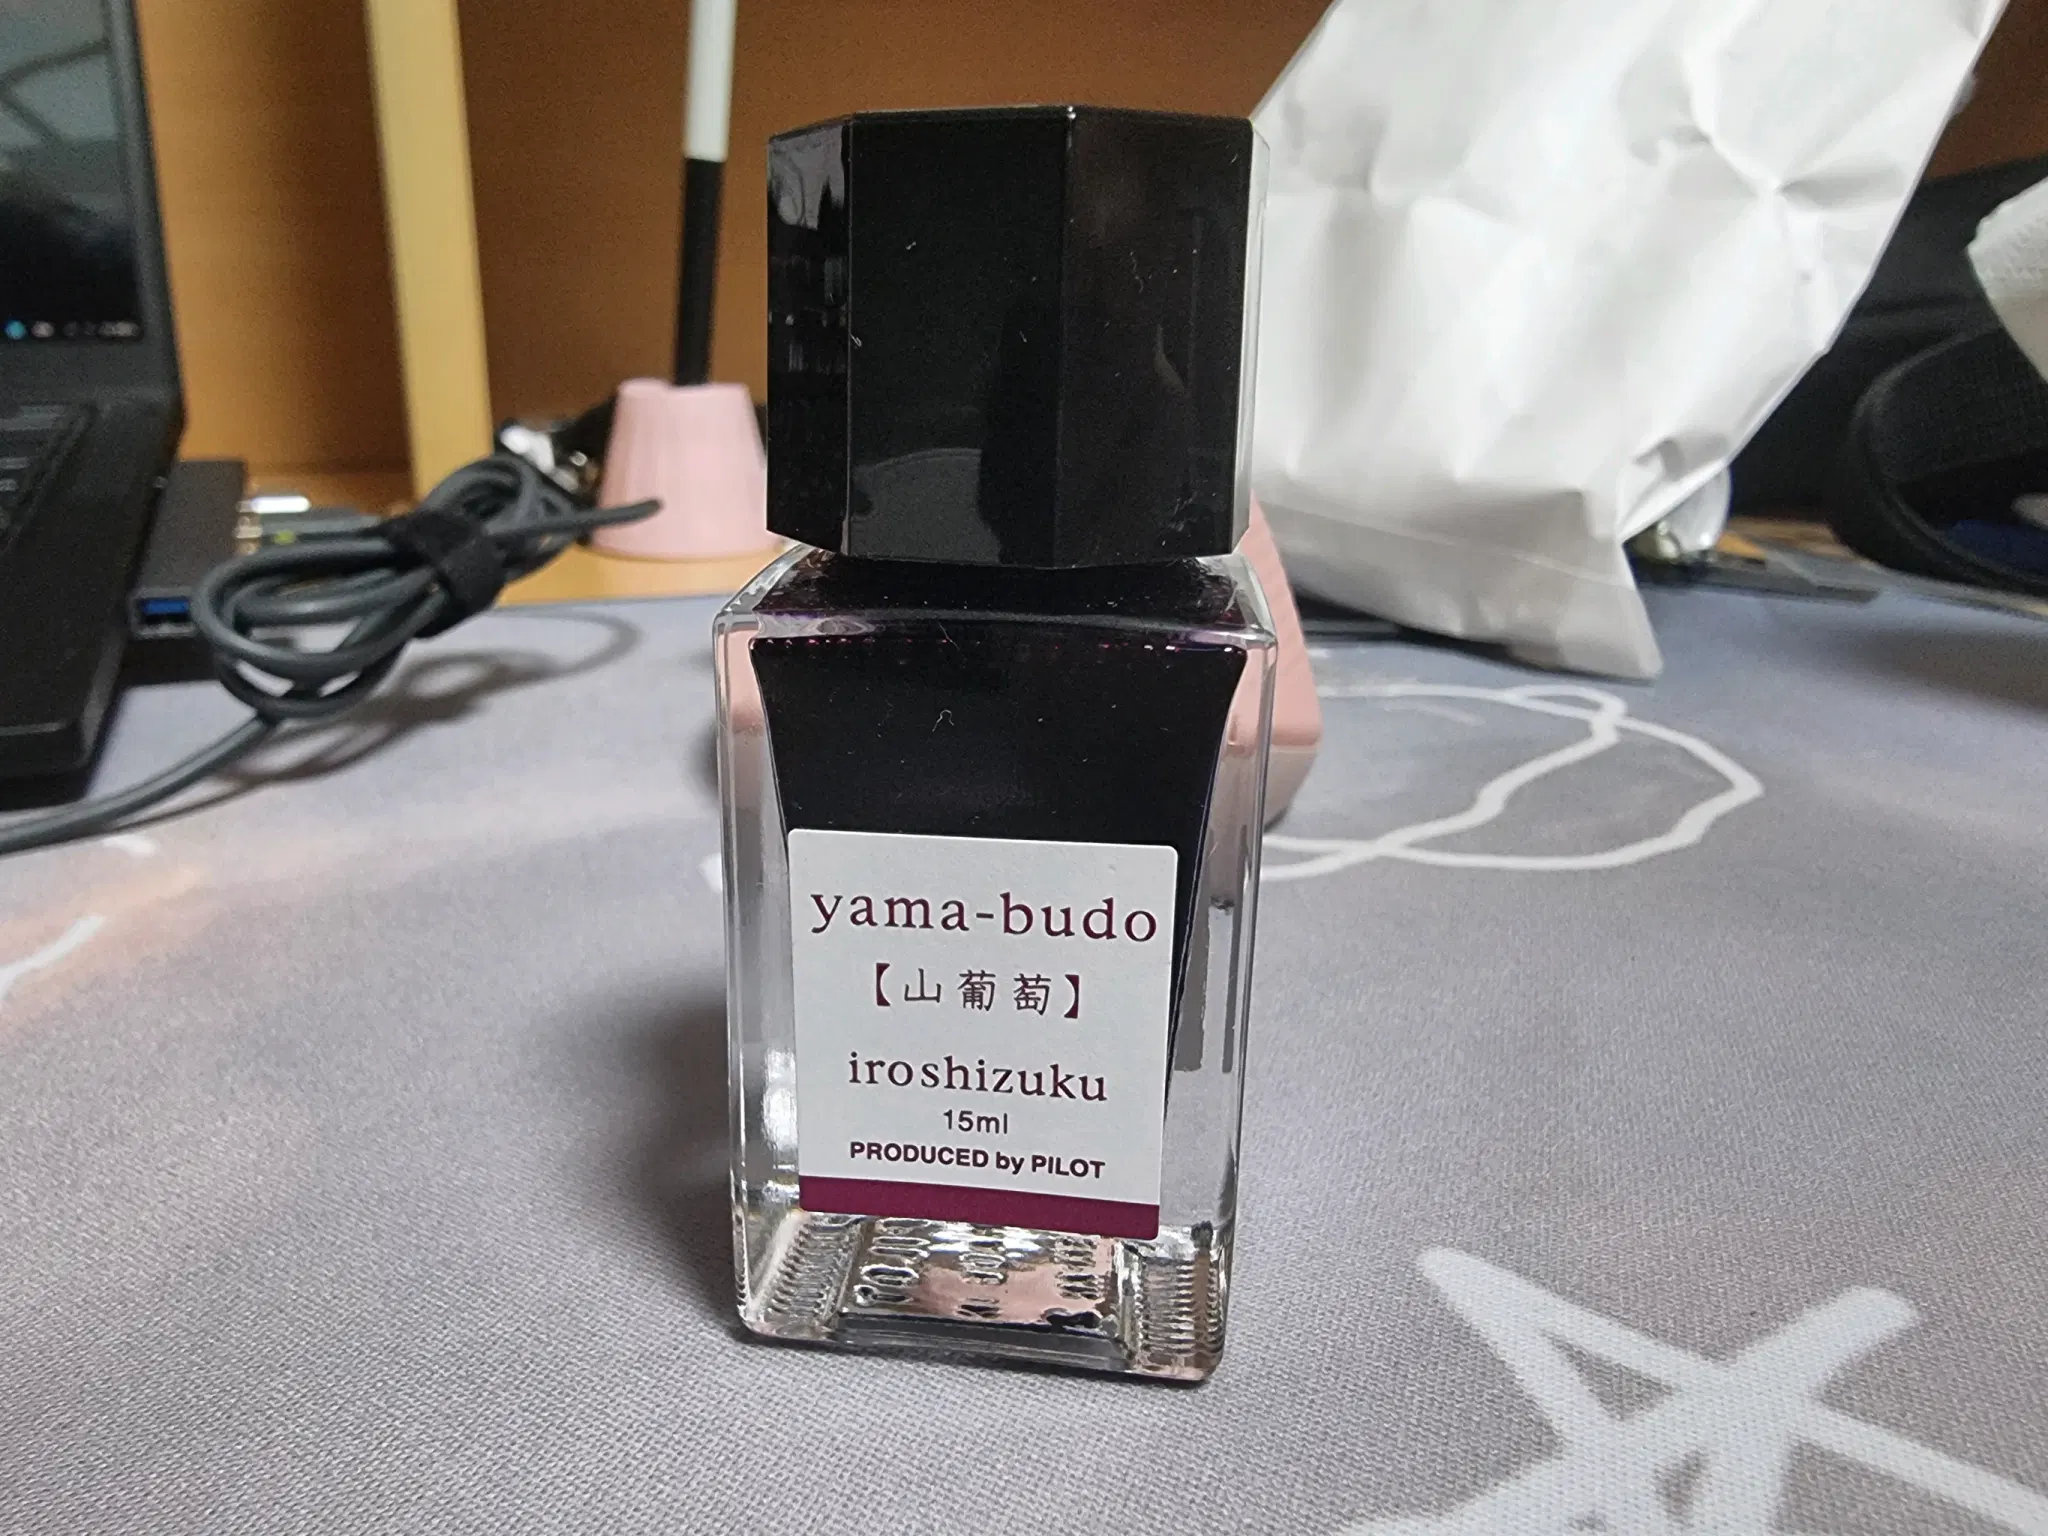 yama-budo
【山葡萄】
iroshizuku
15ml
PRODUCED by PILOT